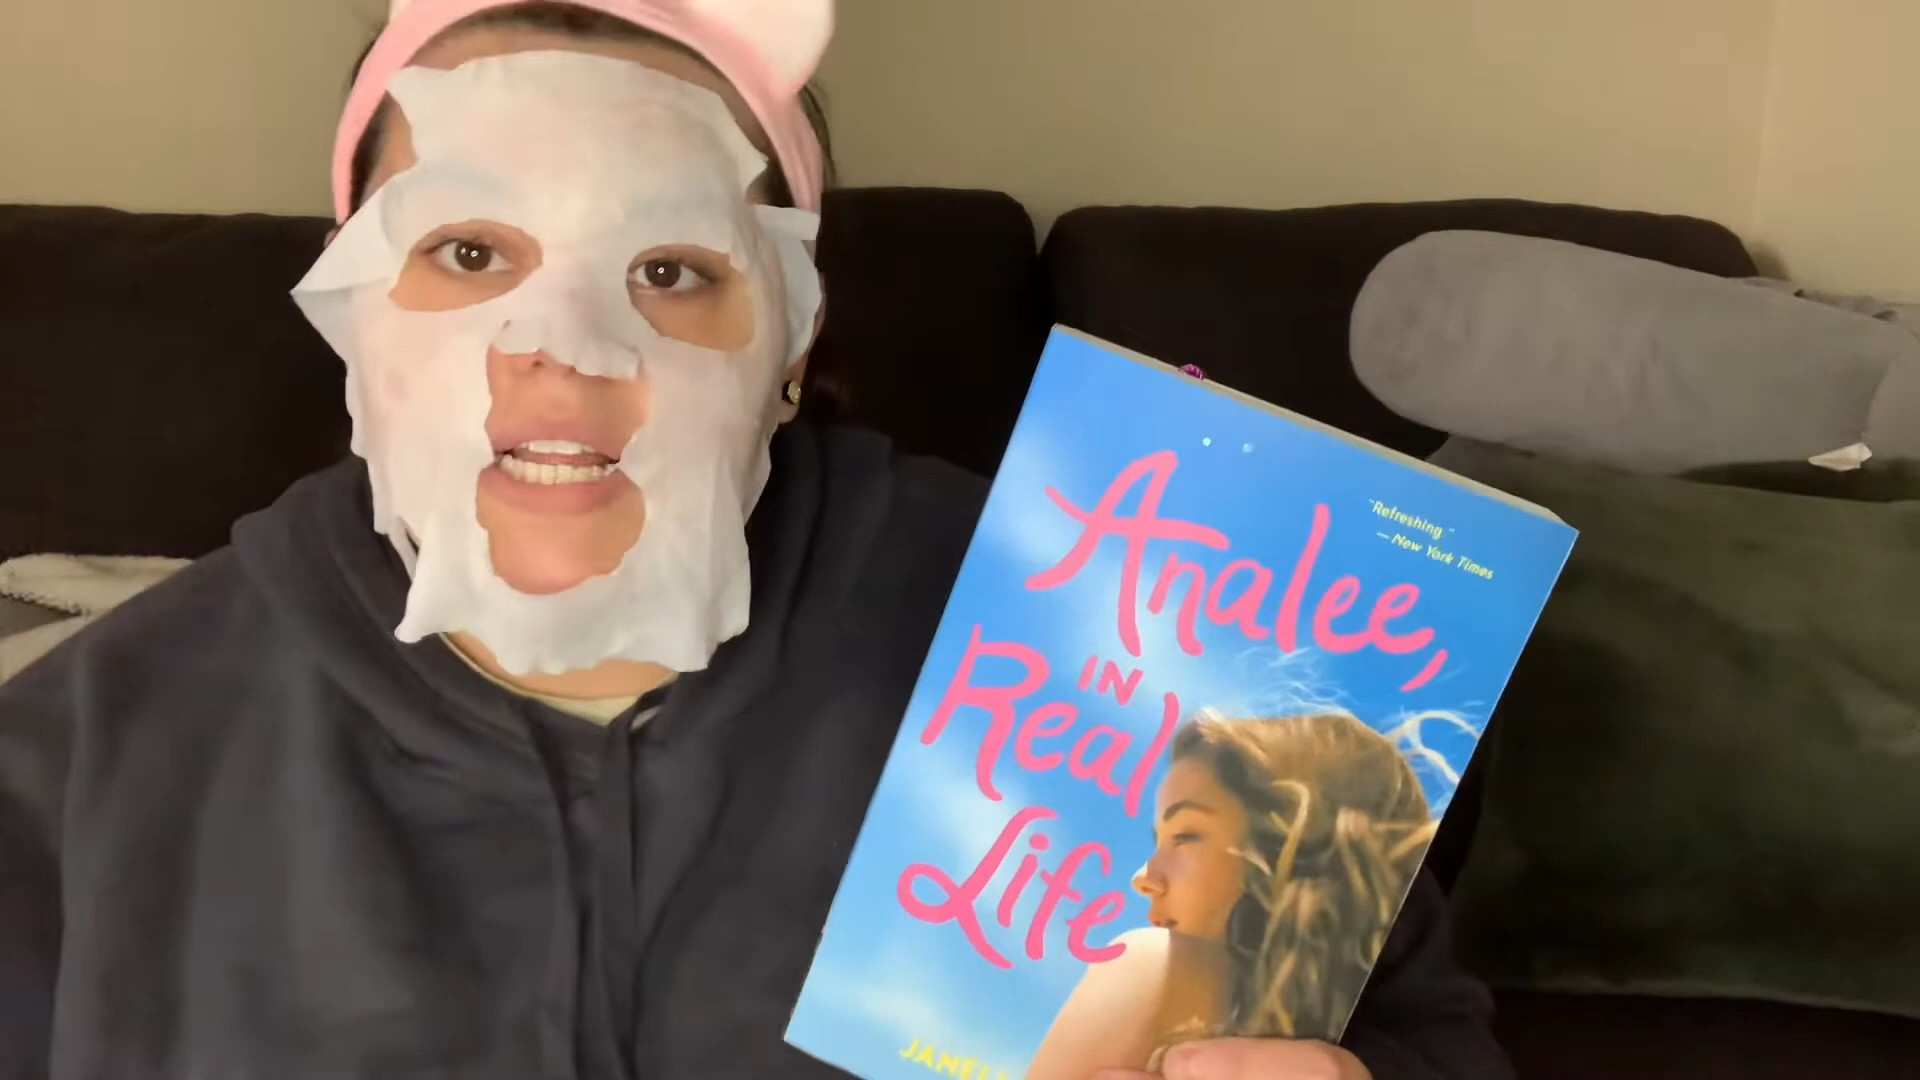 "Refreshing."
—New York Times
Analee,
IN
Real
Life